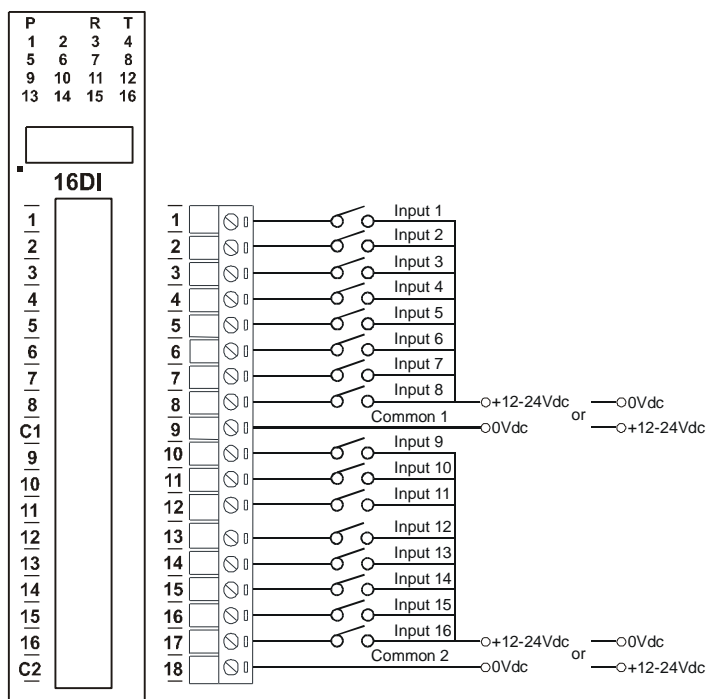 P R T
1 2 3 4
5 6 7 8
9 10 11 12
13 14 15 16
16DI
1
2
3
4
5
6
7
8
C1
9
10
11
12
13
14
15
16
C2
1 Input 1
2 Input 2
3 Input 3
4 Input 4
5 Input 5
6 Input 6
7 Input 7
8 Input 8 +12-24Vdc or 0Vdc
9 Common 1 0Vdc +12-24Vdc
10 Input 9
11 Input 10
12 Input 11
13 Input 12
14 Input 13
15 Input 14
16 Input 15
17 Input 16 +12-24Vdc or 0Vdc
18 Common 2 0Vdc +12-24Vdc